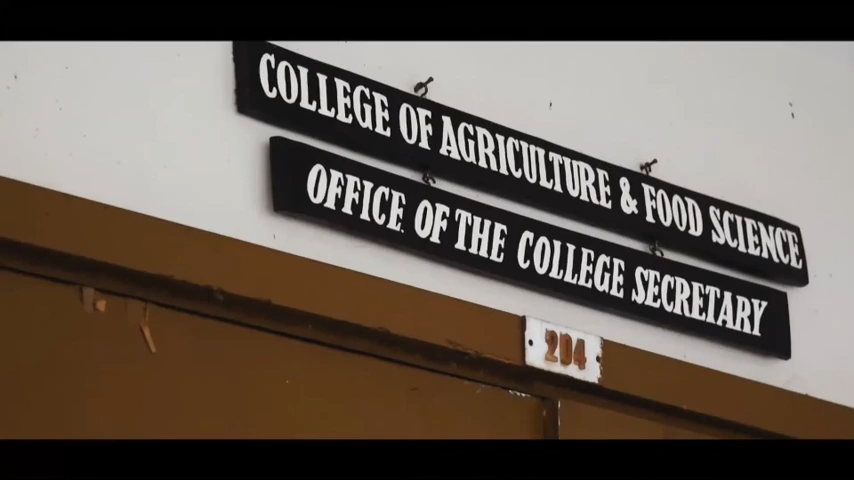 COLLEGE OF AGRICULTURE & FOOD SCIENCE
OFFICE OF THE COLLEGE SECRETARY
204